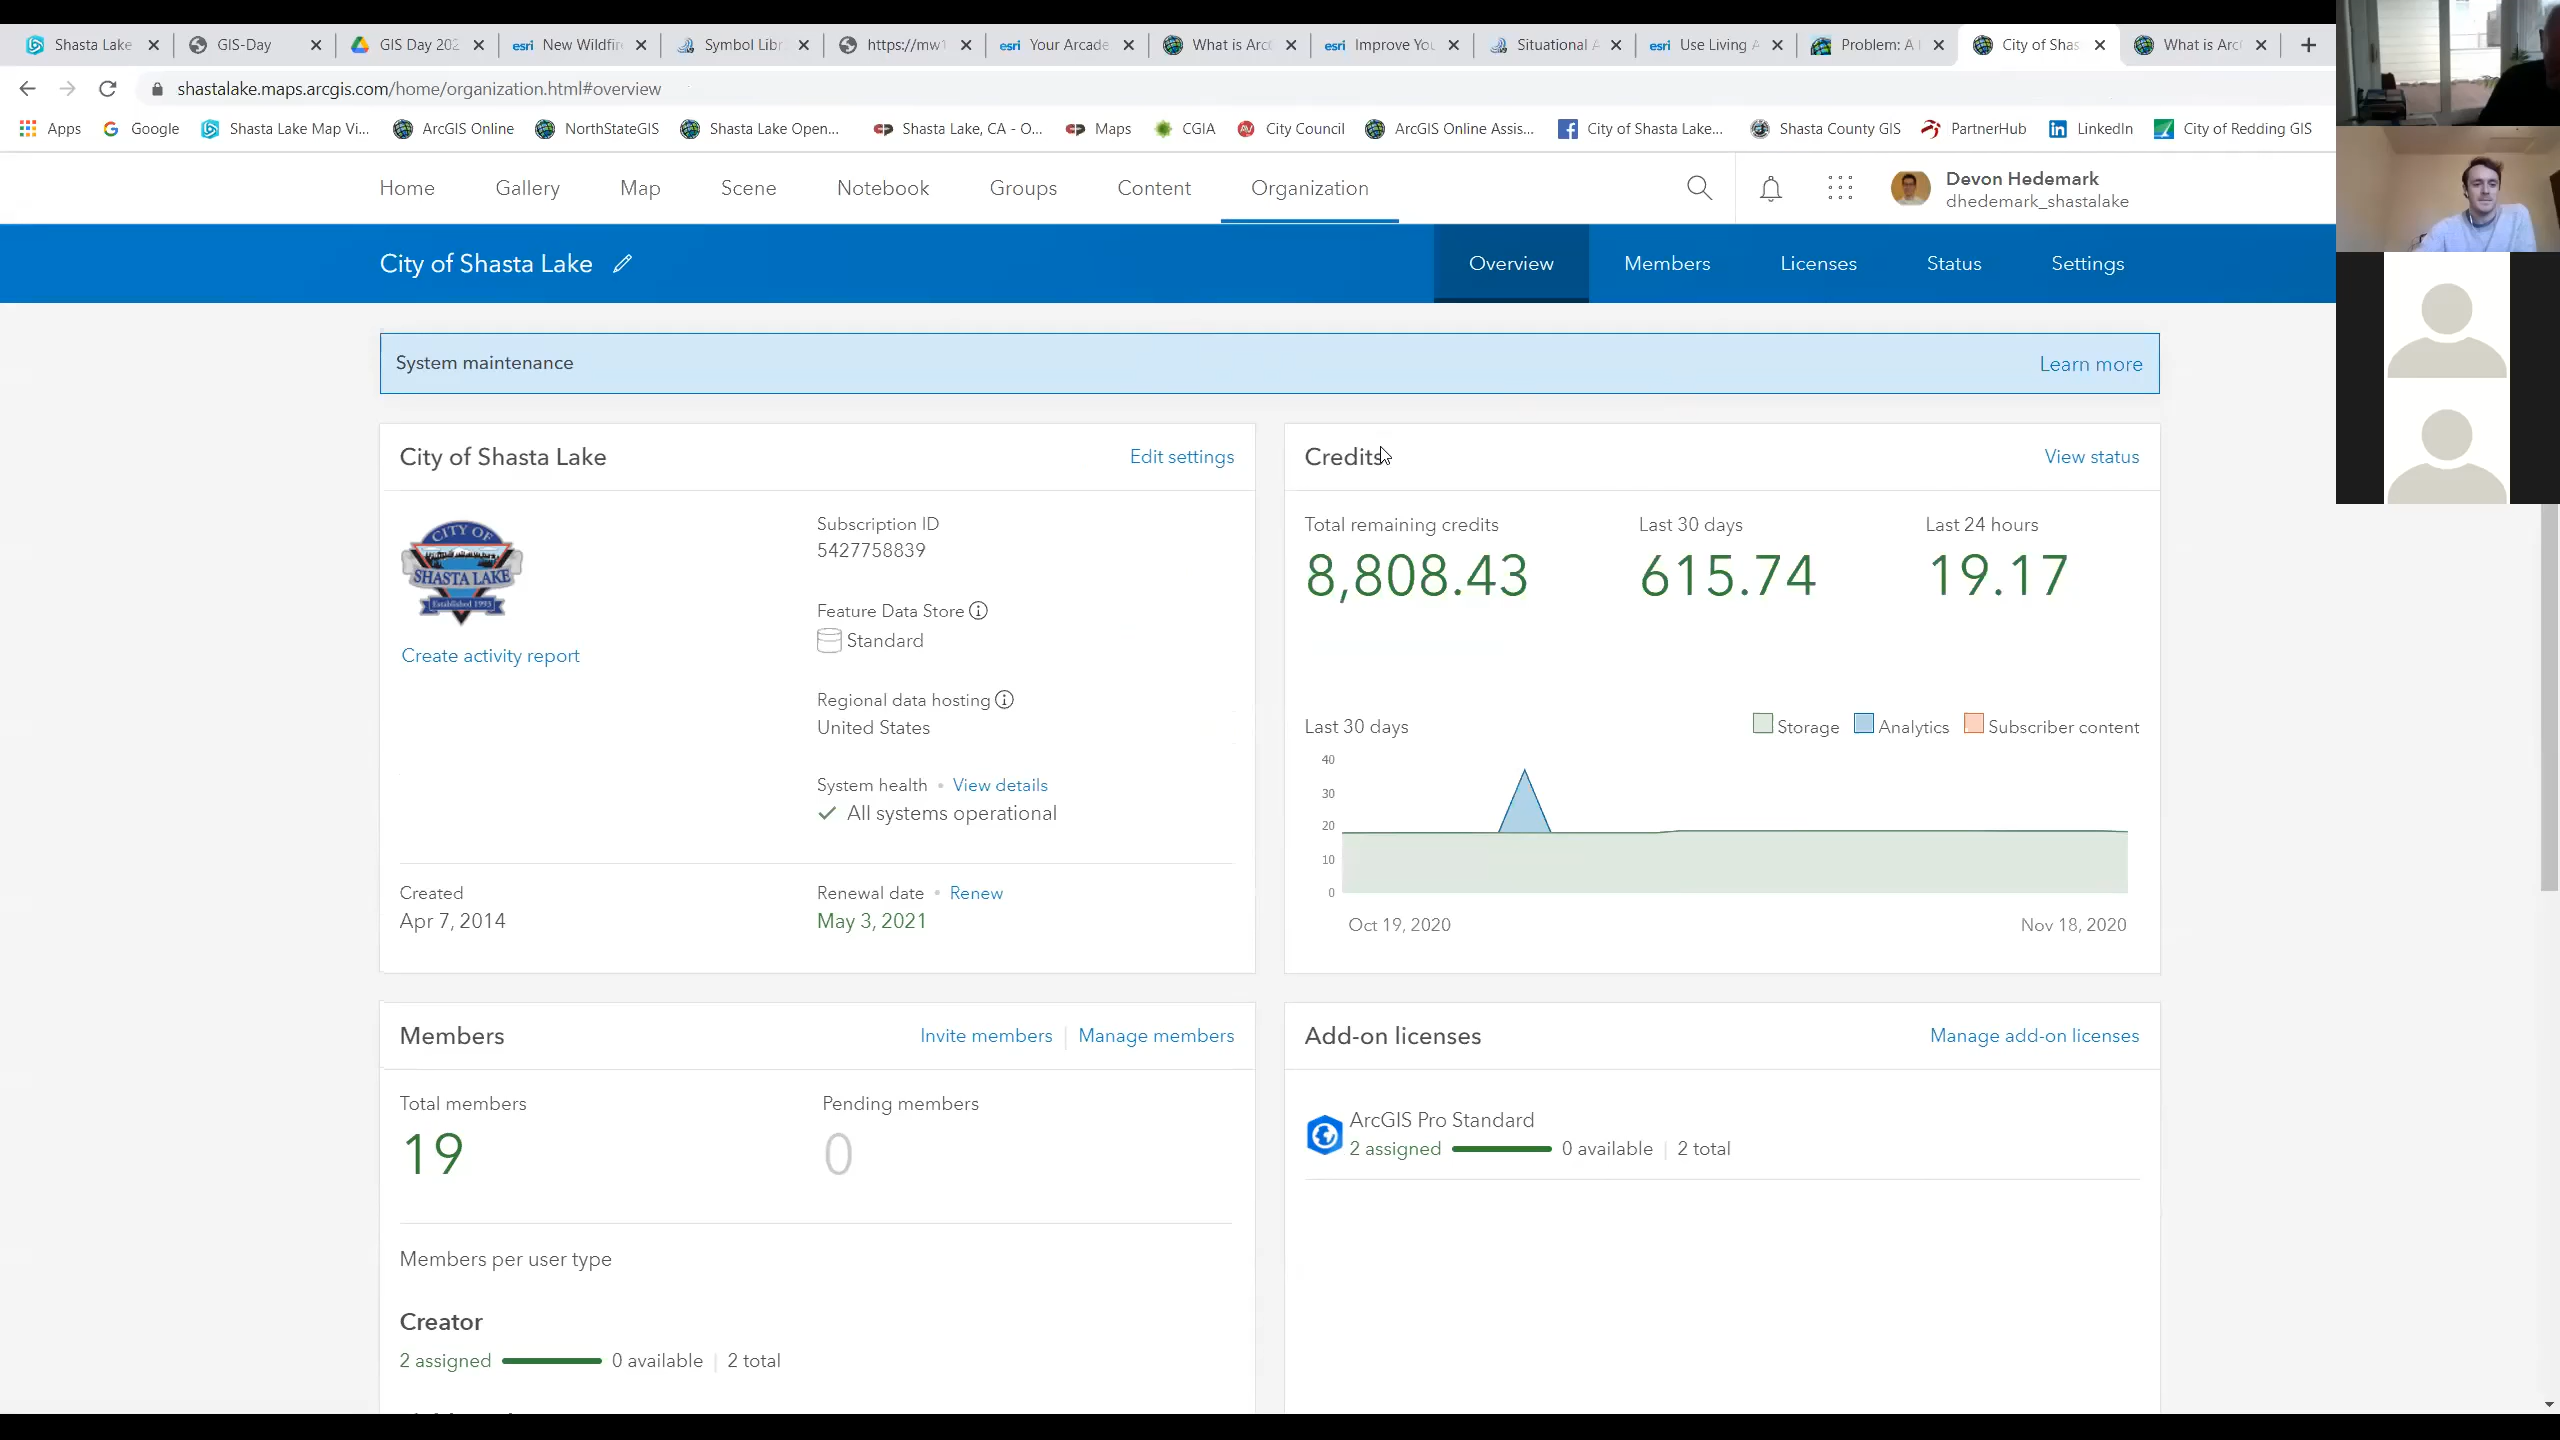 Shasta Lake GIS-Day GIS Day 202 New Wildfir Symbol Libr https://mw1 Your Arcade What is Arc Improve You Situational A Use Living A Problem: A City of Shas What is Arc
shastalake.maps.arcgis.com/home/organization.html#overview
Apps Google Shasta Lake Map Vi... ArcGIS Online NorthStateGIS Shasta Lake Open... Shasta Lake, CA - O... Maps CGIA City Council ArcGIS Online Assis... City of Shasta Lake... Shasta County GIS PartnerHub LinkedIn City of Redding GIS
Home Gallery Map Scene Notebook Groups Content Organization
Devon Hedemark
dhedemark_shastalake
City of Shasta Lake Overview Members Licenses Status Settings
System maintenance Learn more
City of Shasta Lake Edit settings
CITY OF
SHASTA LAKE
Established 1993
Create activity report
Subscription ID
5427758839
Feature Data Store
Standard
Regional data hosting
United States
System health • View details
All systems operational
Created
Apr 7, 2014
Renewal date • Renew
May 3, 2021
Credits View status
Total remaining credits Last 30 days Last 24 hours
8,808.43 615.74 19.17
Last 30 days Storage Analytics Subscriber content
40
30
20
10
0
Oct 19, 2020 Nov 18, 2020
Members Invite members | Manage members
Total members Pending members
19 0
Members per user type
Creator
2 assigned 0 available | 2 total
Add-on licenses Manage add-on licenses
ArcGIS Pro Standard
2 assigned 0 available | 2 total